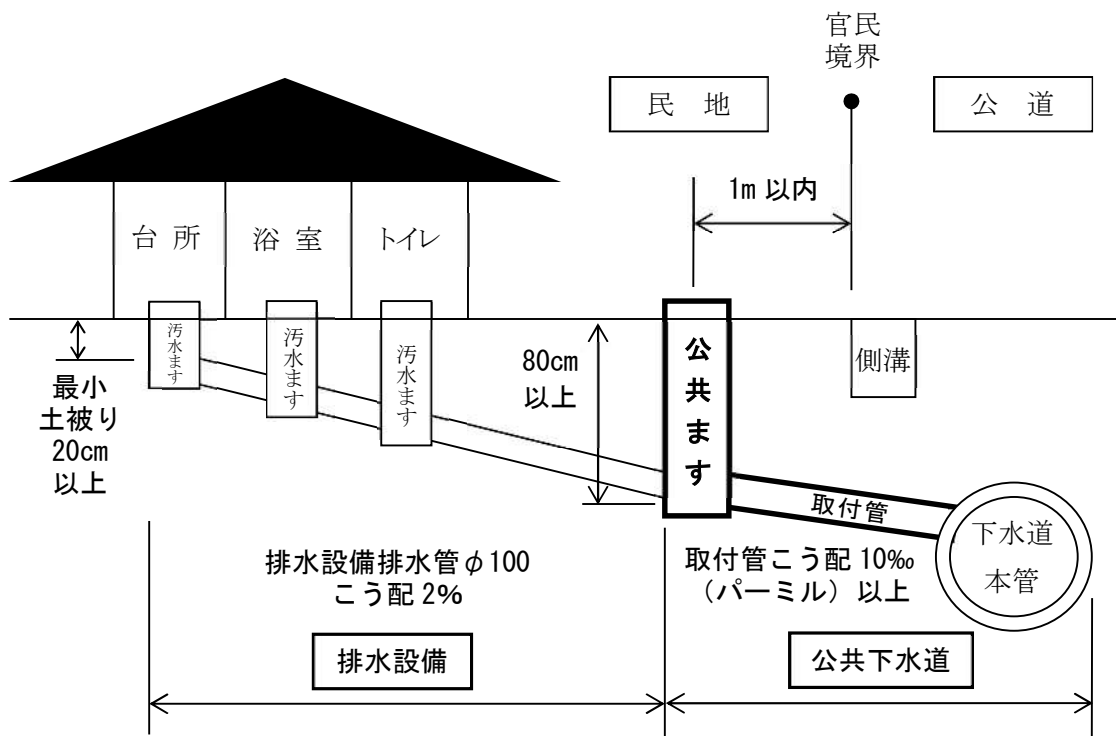 官民
境界
民 地
公 道
1m 以内
台 所
浴 室
トイレ
汚水ます
汚水ます
汚水ます
最小
土被り
20cm
以上
80cm
以上
公共ます
側溝
取付管
下水道
本管
排水設備排水管φ100
こう配 2%
取付管こう配 10‰
（パーミル）以上
排水設備
公共下水道